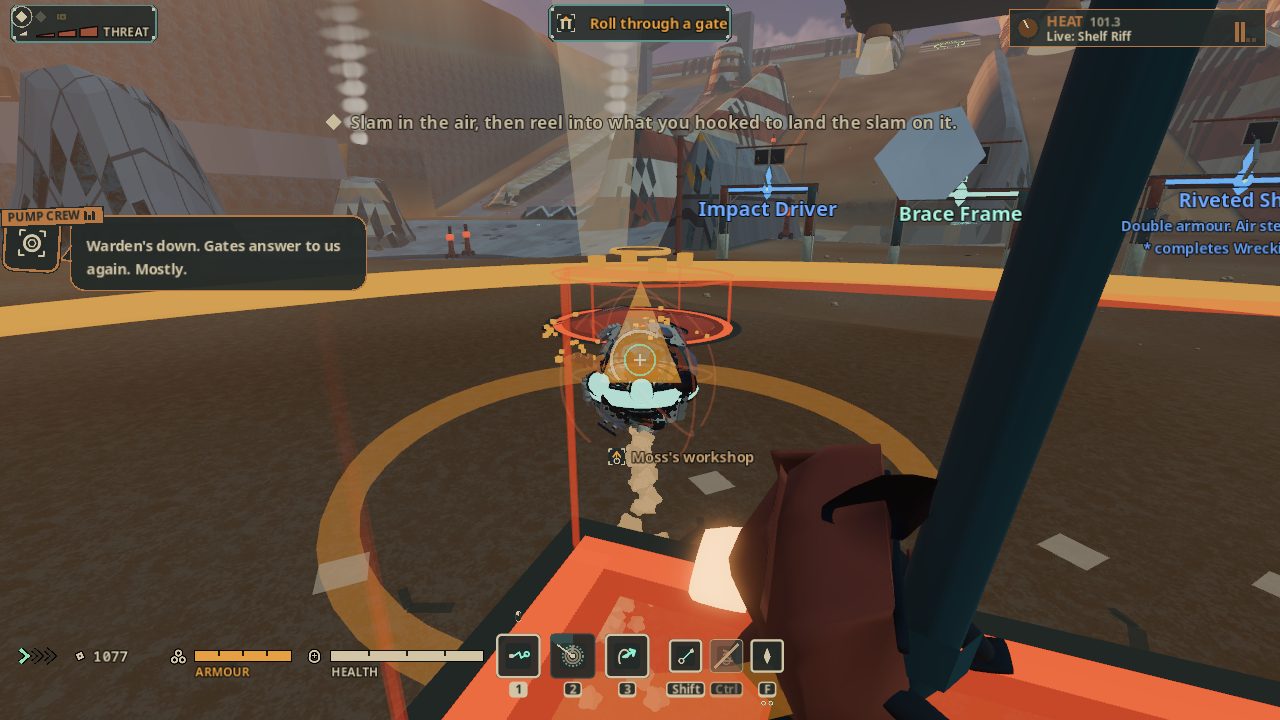 THREAT
Roll through a gate
HEAT 101.3
Live: Shelf Riff
Slam in the air, then reel into what you hooked to land the slam on it.
PUMP CREW
Warden's down. Gates answer to us
again. Mostly.
Impact Driver
Brace Frame
Riveted Sh
Double armour. Air ste
* completes Wrecki
Moss's workshop
1077
ARMOUR
HEALTH
1
2
3
Shift
Ctrl
F